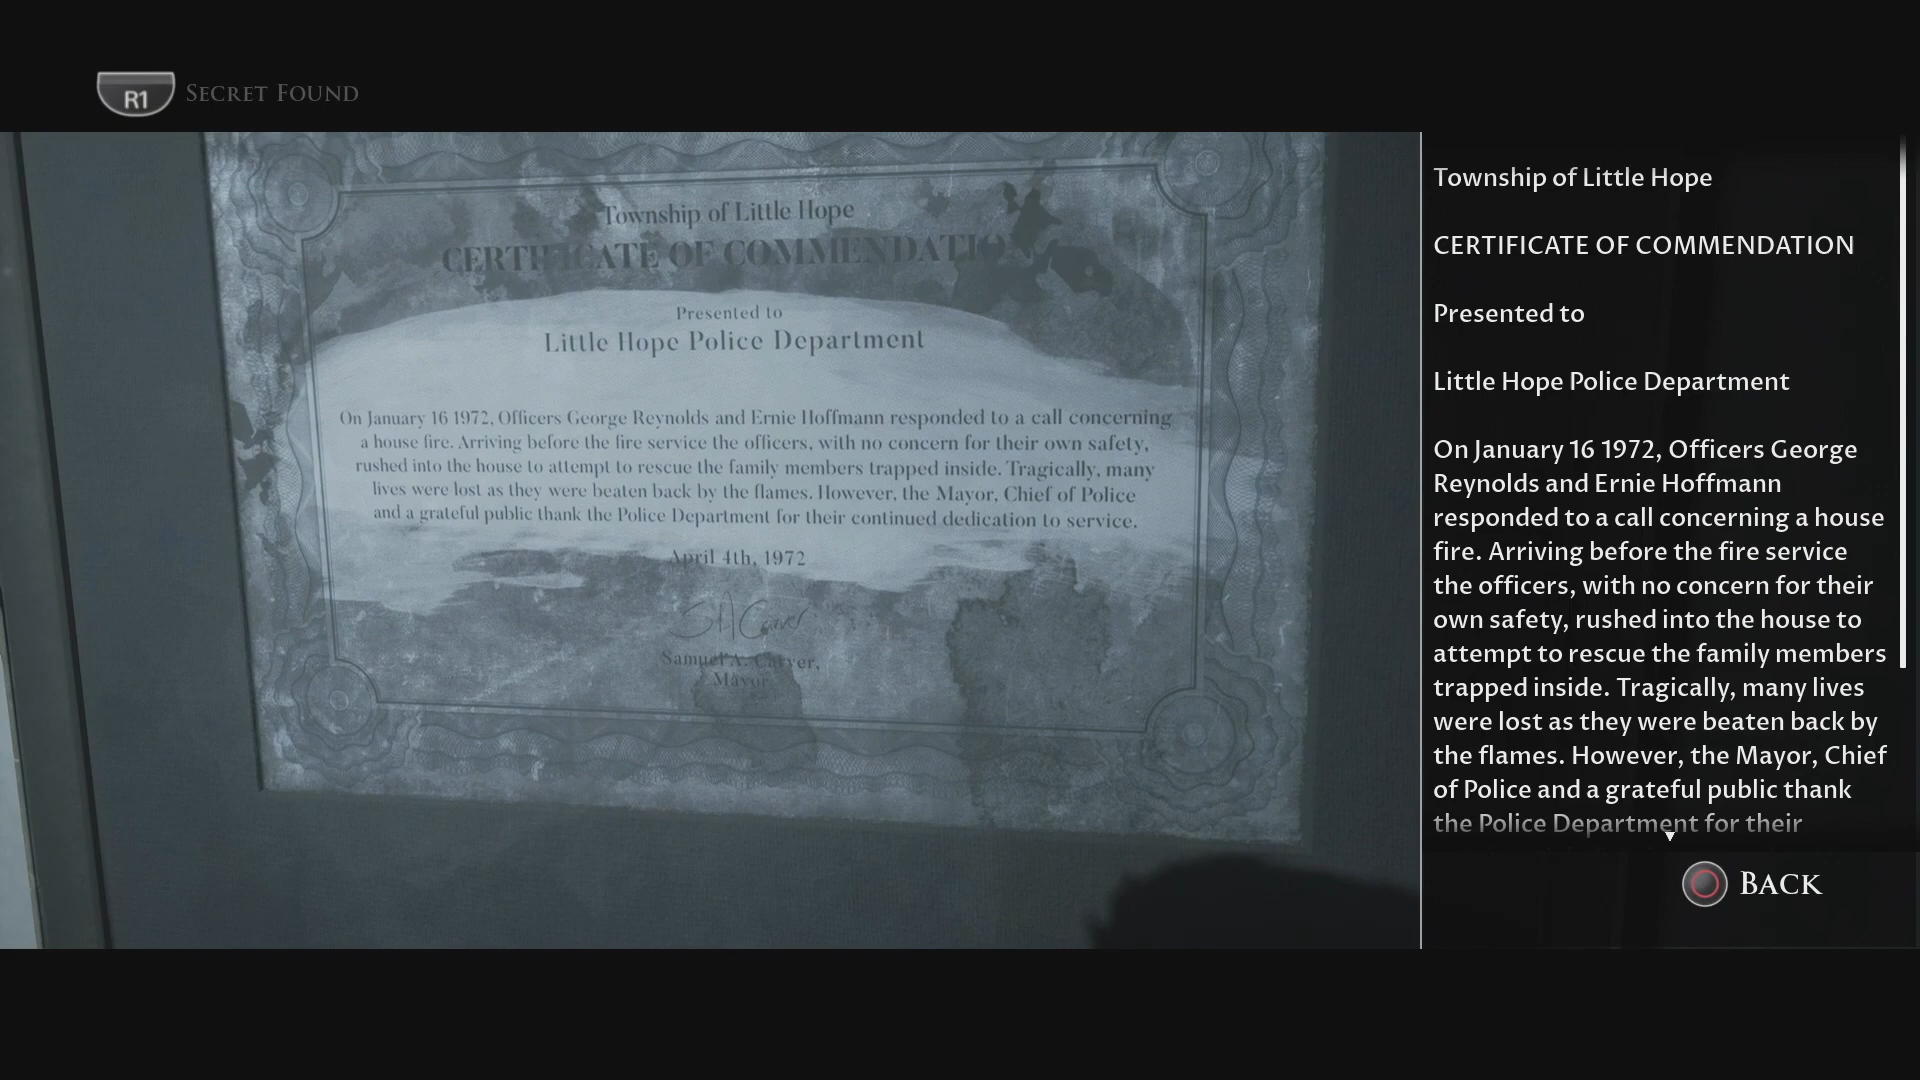 R1 SECRET FOUND
Township of Little Hope
CERTIFICATE OF COMMENDATION
Presented to
Little Hope Police Department
On January 16 1972, Officers George Reynolds and Ernie Hoffmann responded to a call concerning
a house fire. Arriving before the fire service the officers, with no concern for their own safety,
rushed into the house to attempt to rescue the family members trapped inside. Tragically, many
lives were lost as they were beaten back by the flames. However, the Mayor, Chief of Police
and a grateful public thank the Police Department for their continued dedication to service.
April 4th, 1972
SACarver
Samuel A. Carver,
Mayor
Township of Little Hope
CERTIFICATE OF COMMENDATION
Presented to
Little Hope Police Department
On January 16 1972, Officers George
Reynolds and Ernie Hoffmann
responded to a call concerning a house
fire. Arriving before the fire service
the officers, with no concern for their
own safety, rushed into the house to
attempt to rescue the family members
trapped inside. Tragically, many lives
were lost as they were beaten back by
the flames. However, the Mayor, Chief
of Police and a grateful public thank
the Police Department for their
BACK